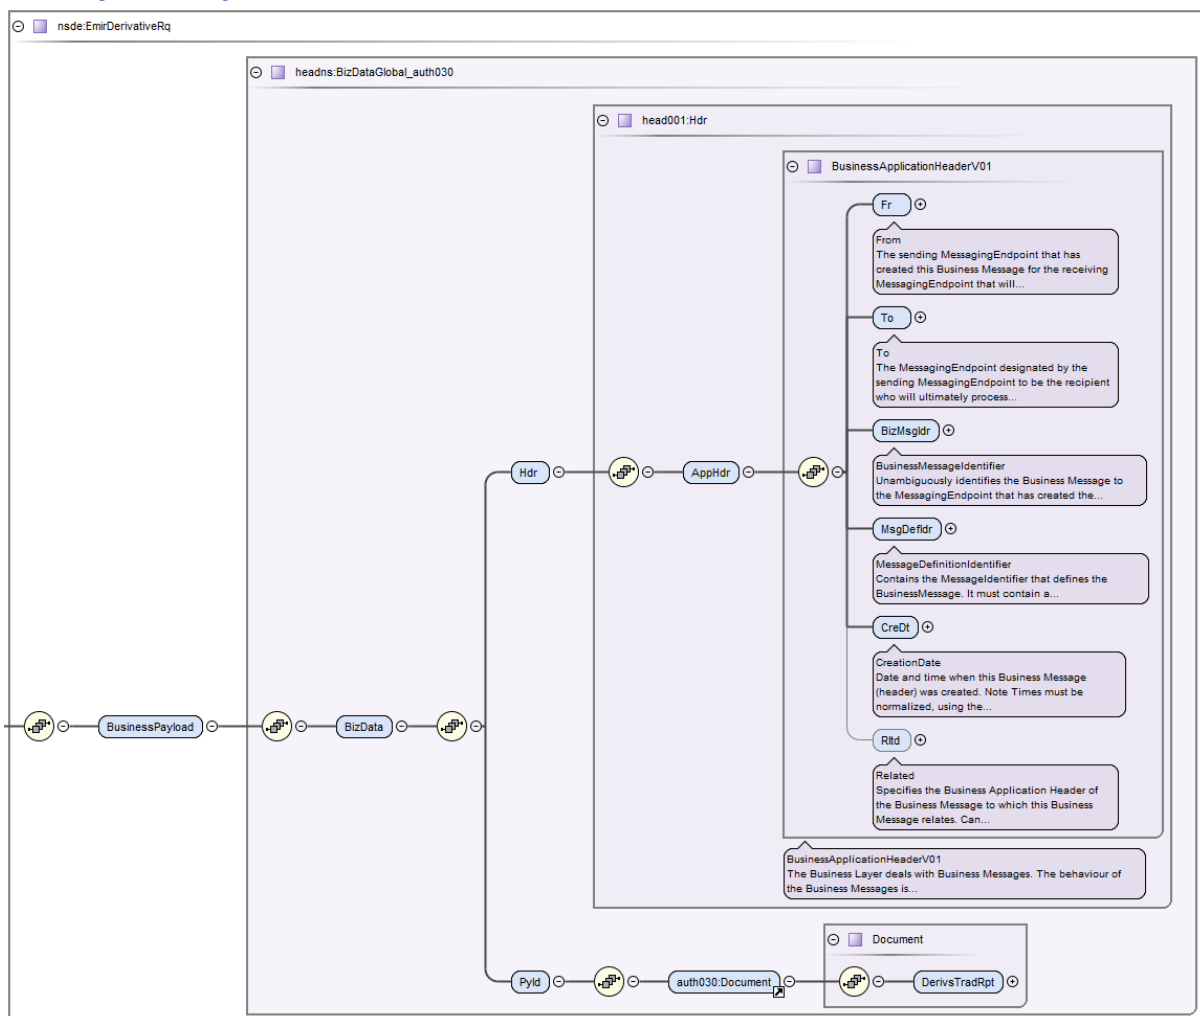 nsde:EmirDerivativeRq
headns:BizDataGlobal_auth030
head001:Hdr
BusinessApplicationHeaderV01
Fr
From
The sending MessagingEndpoint that has
created this Business Message for the receiving
MessagingEndpoint that will...
To
To
The MessagingEndpoint designated by the
sending MessagingEndpoint to be the recipient
who will ultimately process...
BizMsgIdr
BusinessMessageIdentifier
Unambiguously identifies the Business Message to
the MessagingEndpoint that has created the...
Hdr
AppHdr
MsgDefIdr
MessageDefinitionIdentifier
Contains the MessageIdentifier that defines the
BusinessMessage. It must contain a...
CreDt
CreationDate
Date and time when this Business Message
(header) was created. Note Times must be
normalized, using the...
BusinessPayload
BizData
Rltd
Related
Specifies the Business Application Header of
the Business Message to which this Business
Message relates. Can...
BusinessApplicationHeaderV01
The Business Layer deals with Business Messages. The behaviour of
the Business Messages is...
Document
Pyld
auth030:Document
DerivsTradRpt